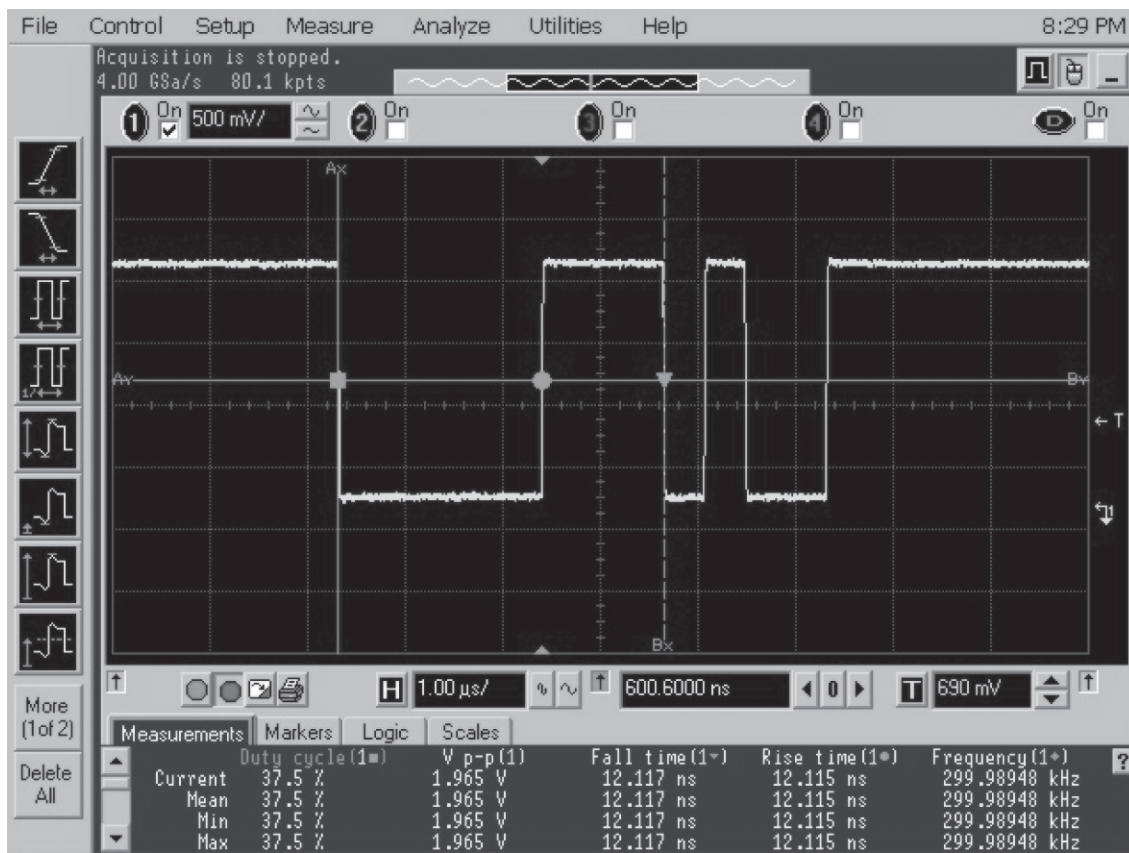 File Control Setup Measure Analyze Utilities Help 8:29 PM
Acquisition is stopped.
4.00 GSa/s 80.1 kpts
1 On 500 mV/ 2 On 3 On 4 On D On
Ax
Ay By
T
Bx
More
(1 of 2)
Delete
All
H 1.00 µs/ 600.6000 ns 0 T 690 mV
Measurements Markers Logic Scales
Duty cycle(1■) V p-p(1) Fall time(1▾) Rise time(1●) Frequency(1◆) ?
Current 37.5 % 1.965 V 12.117 ns 12.115 ns 299.98948 kHz
Mean 37.5 % 1.965 V 12.117 ns 12.115 ns 299.98948 kHz
Min 37.5 % 1.965 V 12.117 ns 12.115 ns 299.98948 kHz
Max 37.5 % 1.965 V 12.117 ns 12.115 ns 299.98948 kHz